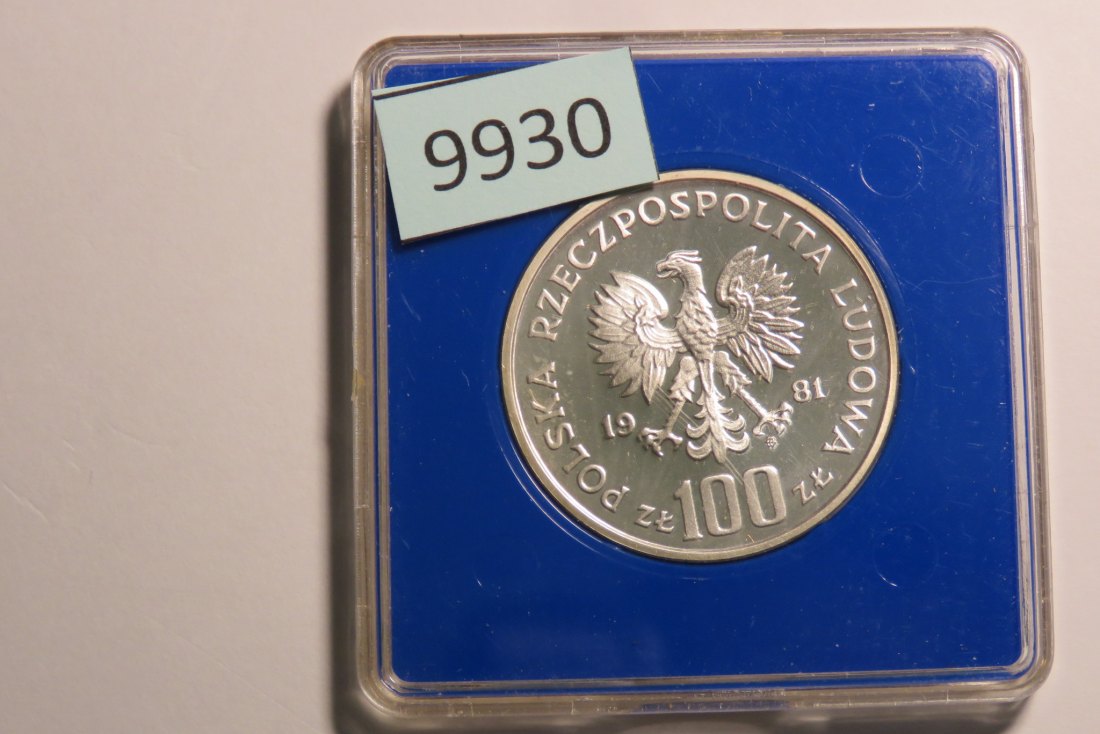 9930
POLSKA RZECZPOSPOLITA LUDOWA
19 81
ZŁ 100 ZŁ